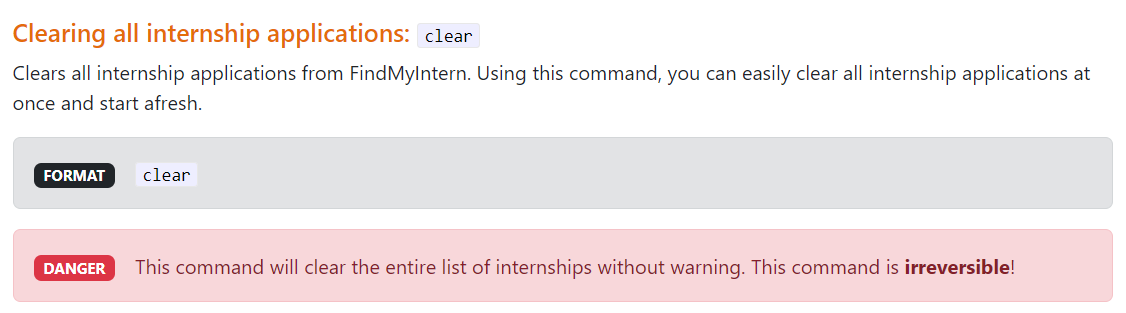 Clearing all internship applications: clear
Clears all internship applications from FindMyIntern. Using this command, you can easily clear all internship applications at
once and start afresh.
FORMAT clear
DANGER This command will clear the entire list of internships without warning. This command is irreversible!